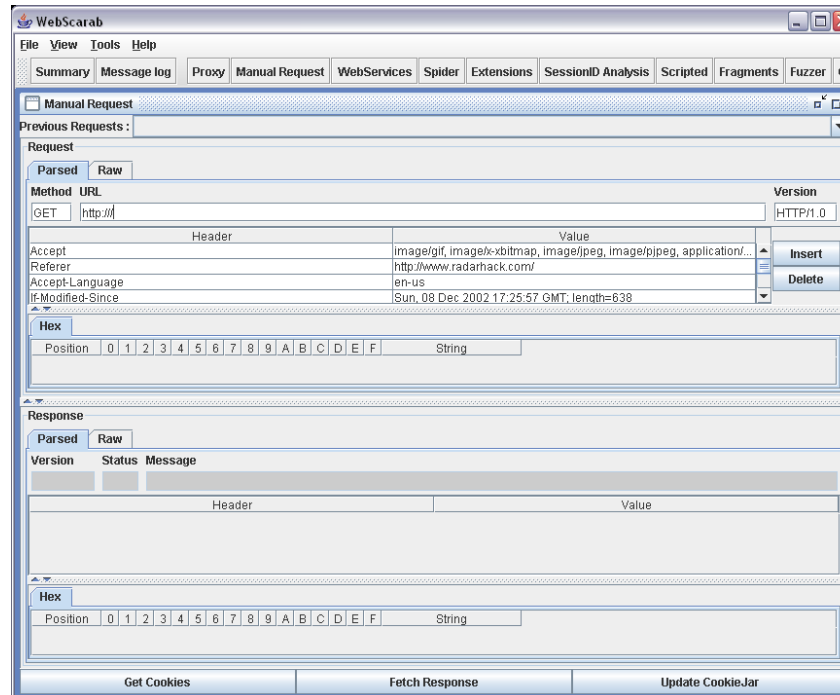 WebScarab
File View Tools Help
Summary Message log Proxy Manual Request WebServices Spider Extensions SessionID Analysis Scripted Fragments Fuzzer
Manual Request
Previous Requests :
Request
Parsed Raw
Method URL Version
GET http:/// HTTP/1.0
Header Value
Accept image/gif, image/x-xbitmap, image/jpeg, image/pjpeg, application/...
Insert
Referer http://www.radarhack.com/
Accept-Language en-us
Delete
If-Modified-Since Sun, 08 Dec 2002 17:25:57 GMT; length=638
Hex
Position 0 1 2 3 4 5 6 7 8 9 A B C D E F String
Response
Parsed Raw
Version Status Message
Header Value
Hex
Position 0 1 2 3 4 5 6 7 8 9 A B C D E F String
Get Cookies Fetch Response Update CookieJar